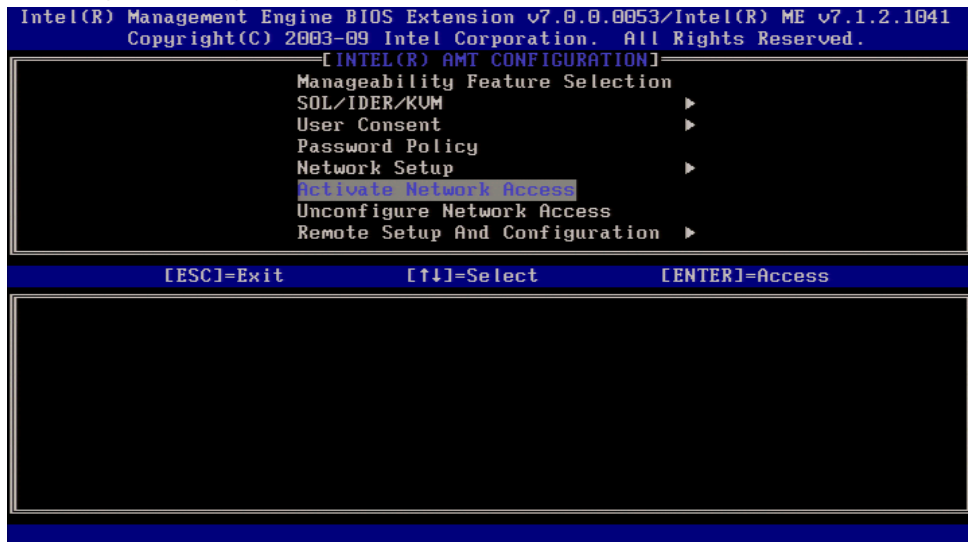 Intel(R) Management Engine BIOS Extension v7.0.0.0053/Intel(R) ME v7.1.2.1041
Copyright(C) 2003-09 Intel Corporation.  All Rights Reserved.
[INTEL(R) AMT CONFIGURATION]
Manageability Feature Selection
SOL/IDER/KVM ►
User Consent ►
Password Policy
Network Setup ►
Activate Network Access
Unconfigure Network Access
Remote Setup And Configuration ►
[ESC]=Exit [↑↓]=Select [ENTER]=Access